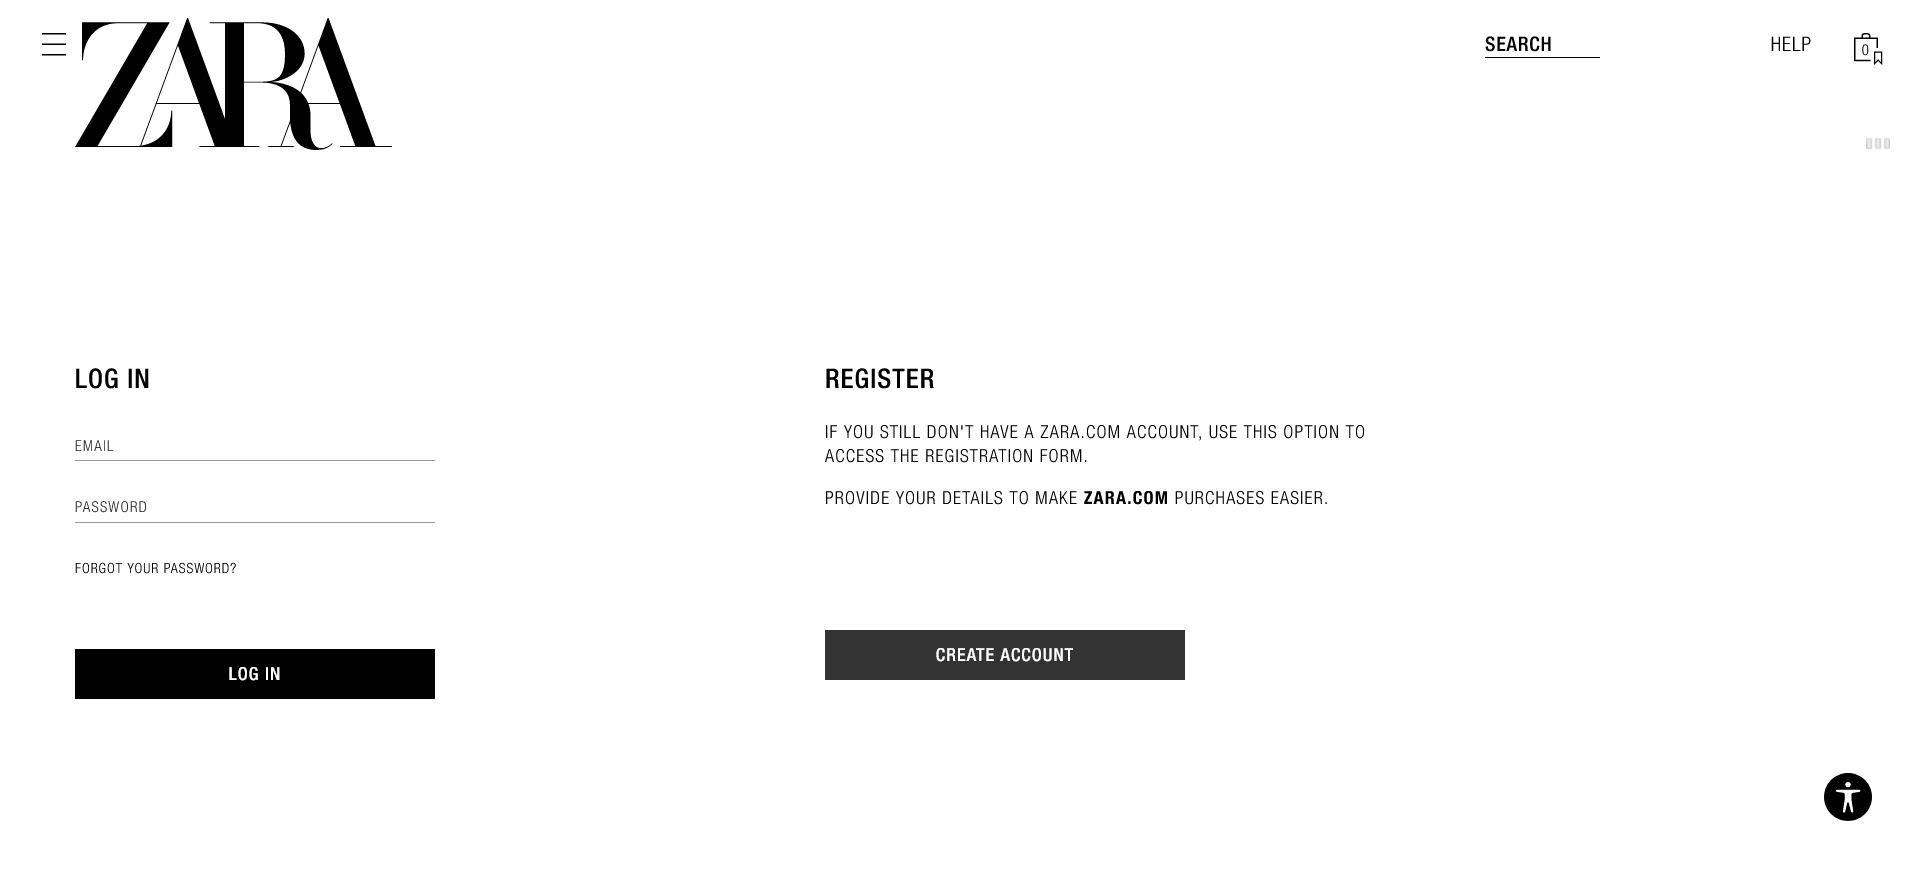 ZARA
SEARCH
HELP
0
LOG IN
EMAIL
PASSWORD
FORGOT YOUR PASSWORD?
LOG IN
REGISTER
IF YOU STILL DON'T HAVE A ZARA.COM ACCOUNT, USE THIS OPTION TO
ACCESS THE REGISTRATION FORM.
PROVIDE YOUR DETAILS TO MAKE ZARA.COM PURCHASES EASIER.
CREATE ACCOUNT